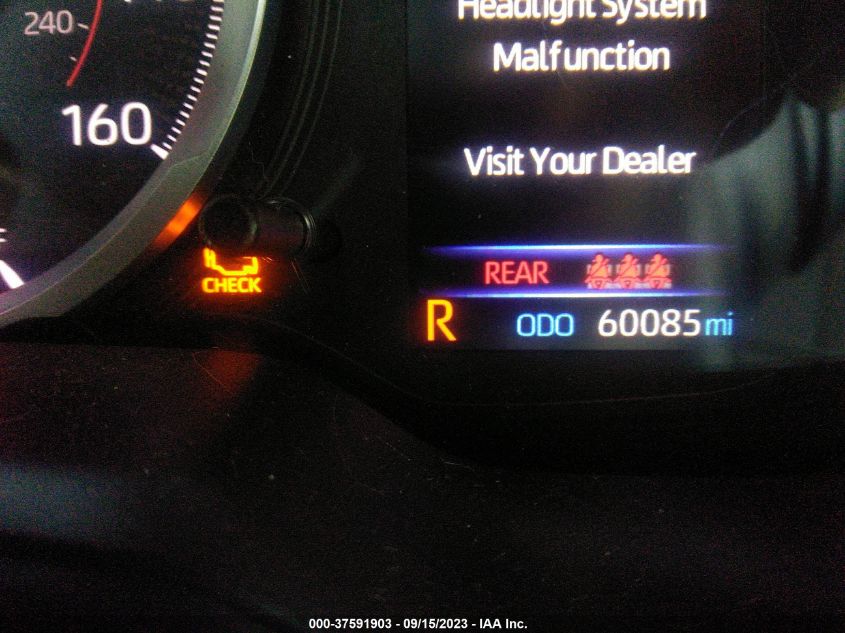 240
160
Headlight System
Malfunction
Visit Your Dealer
CHECK
REAR
R ODO 60085 mi
000-37591903 - 09/15/2023 - IAA Inc.